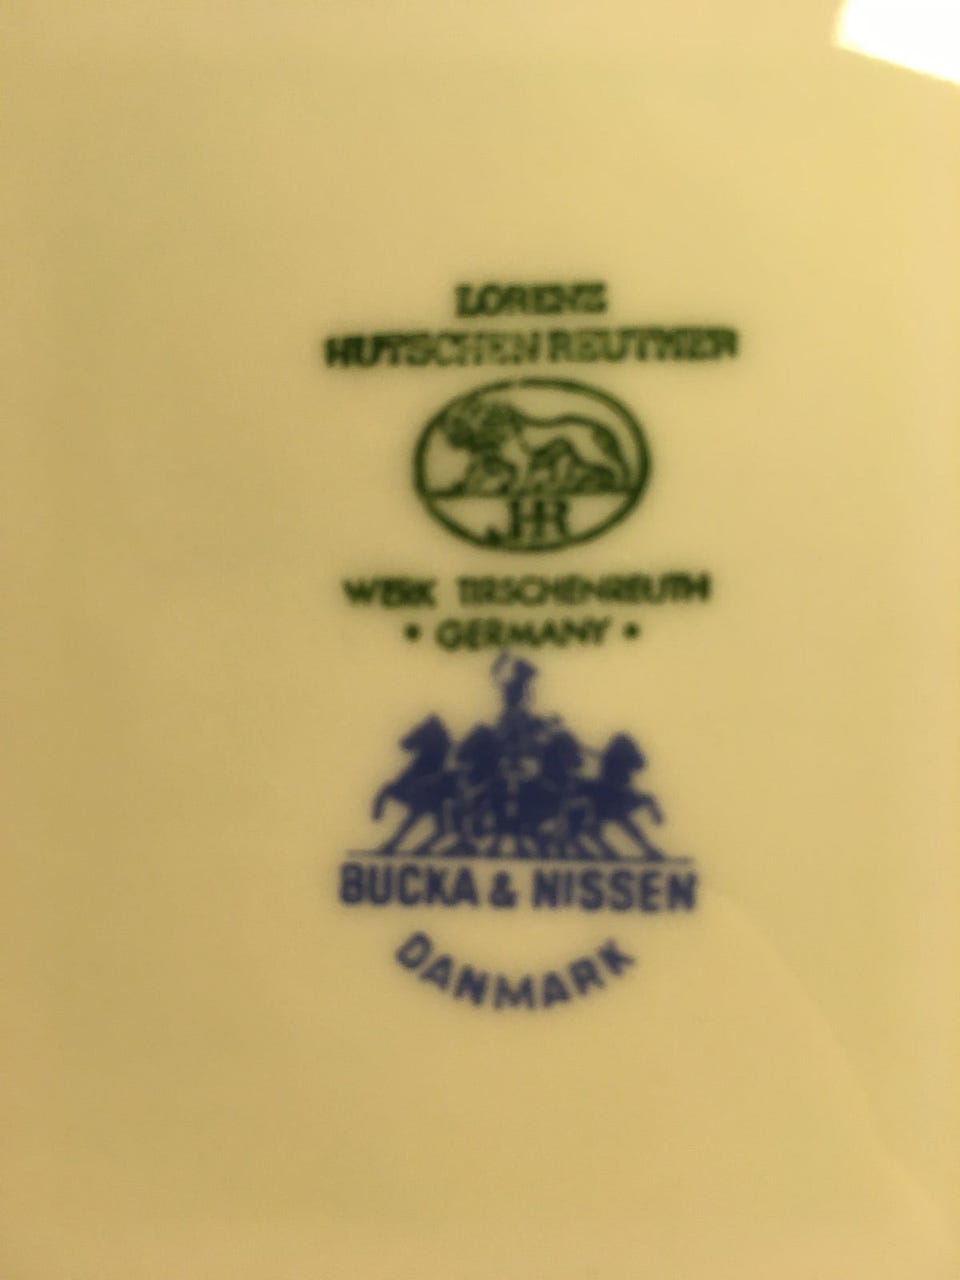 LORENZ
HUTSCHENREUTHER
HR
WERK TIRSCHENREUTH
• GERMANY •
BUCKA & NISSEN
DANMARK